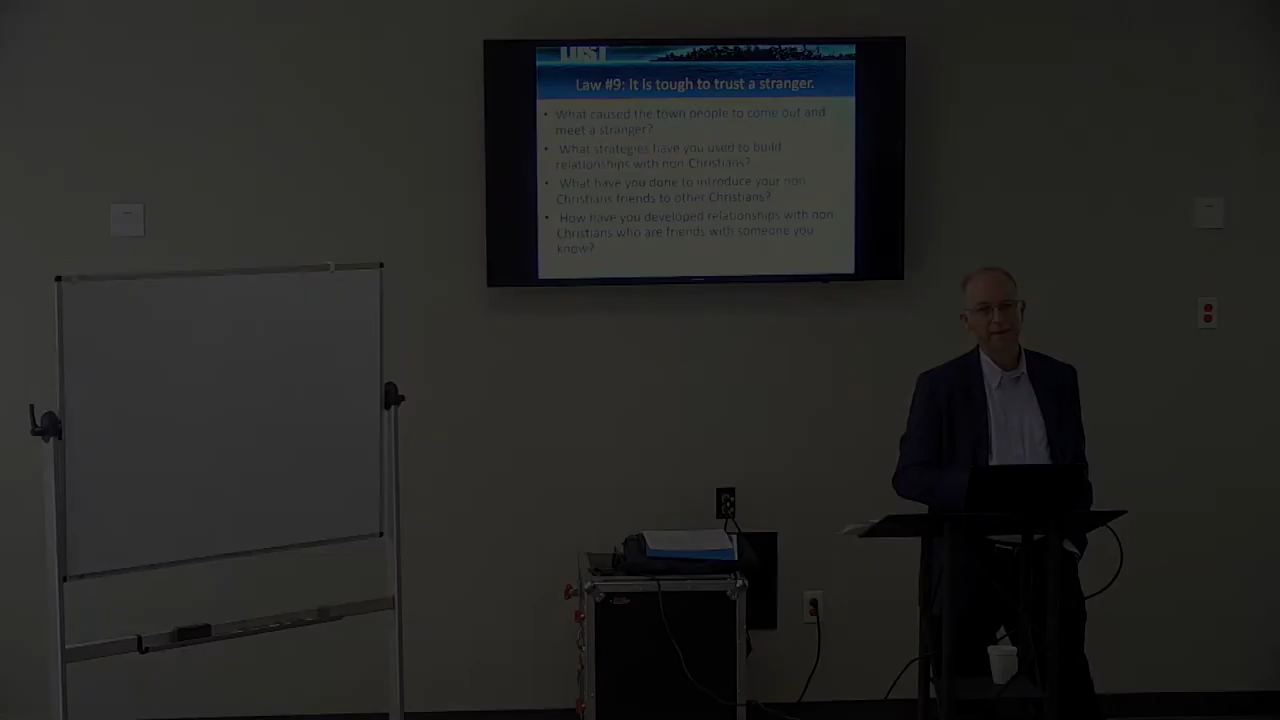 LOST
Law #9: It is tough to trust a stranger.
• What caused the town people to come out and
meet a stranger?
• What strategies have you used to build
relationships with non-Christians?
• What have you done to introduce your non
Christians friends to other Christians?
• How have you developed relationships with non
Christians who are friends with someone you
know?